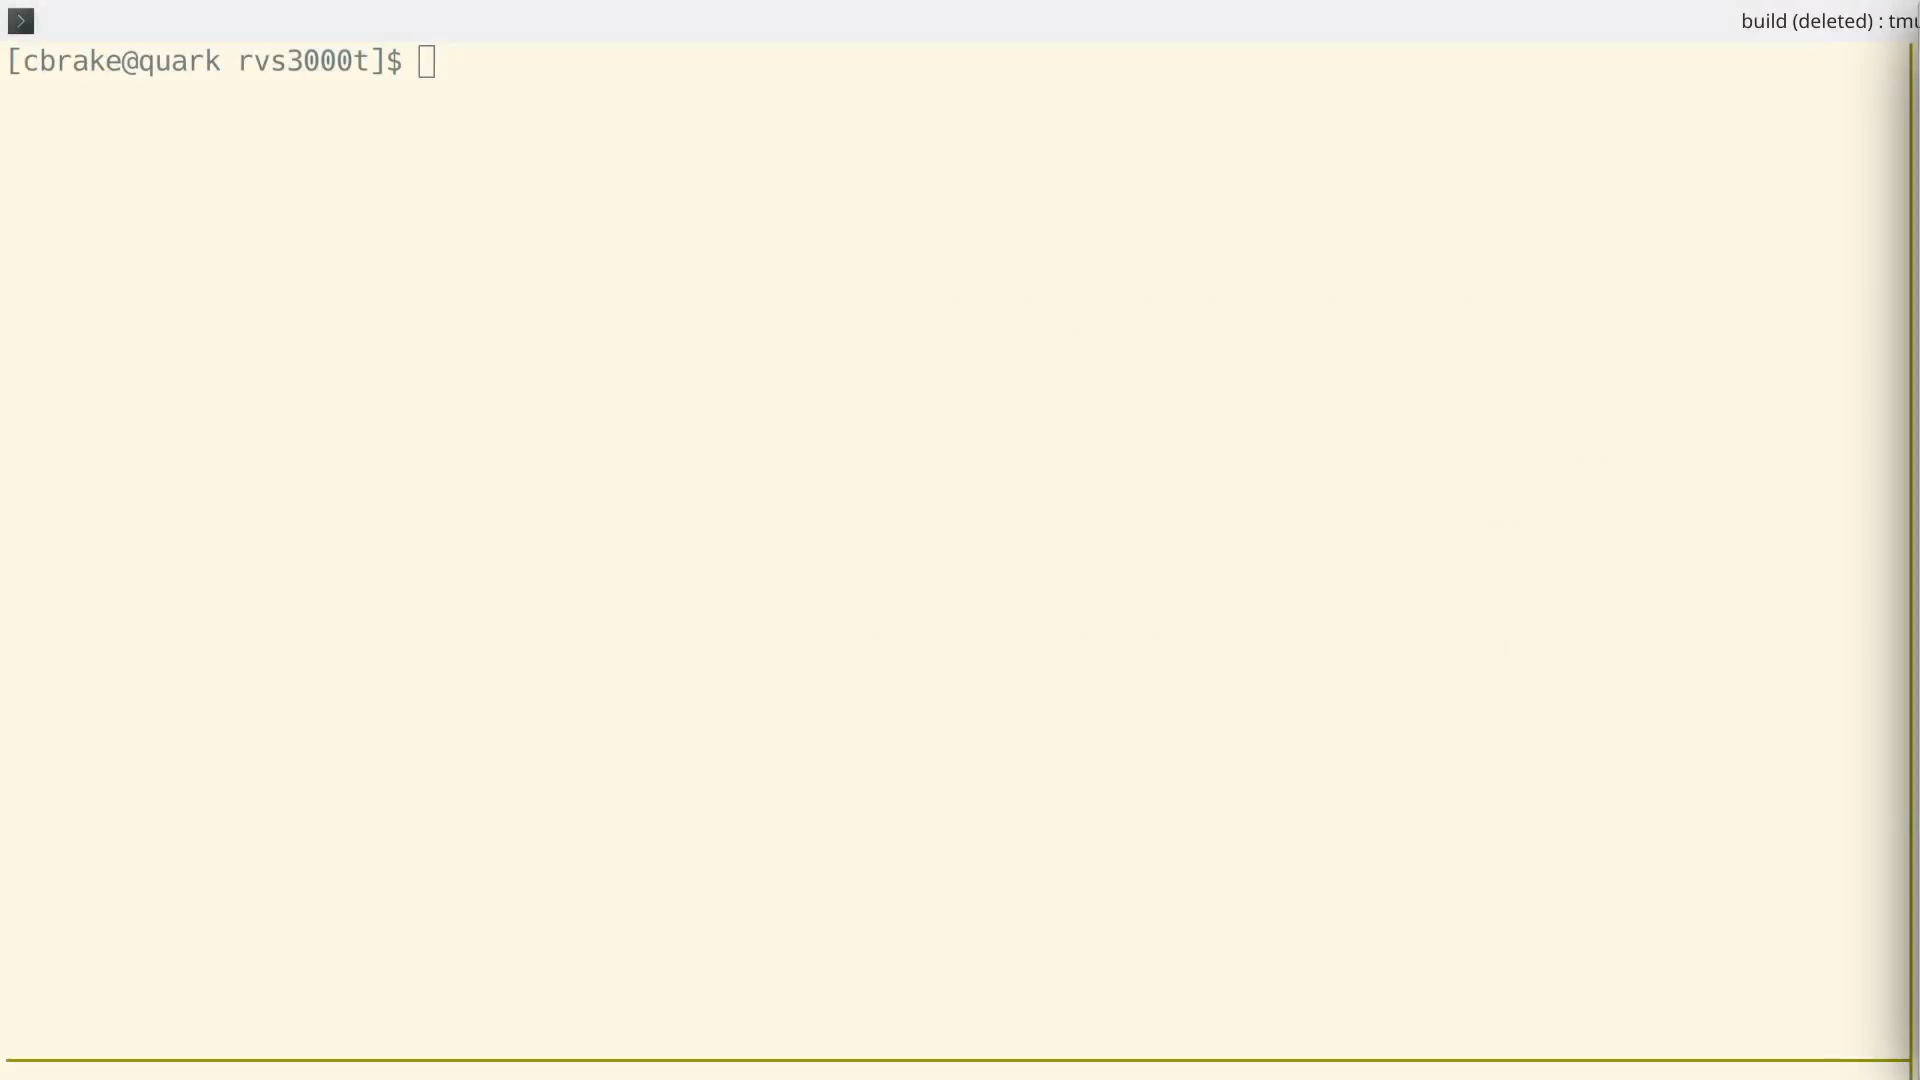 build (deleted) : tmu
[cbrake@quark rvs3000t]$